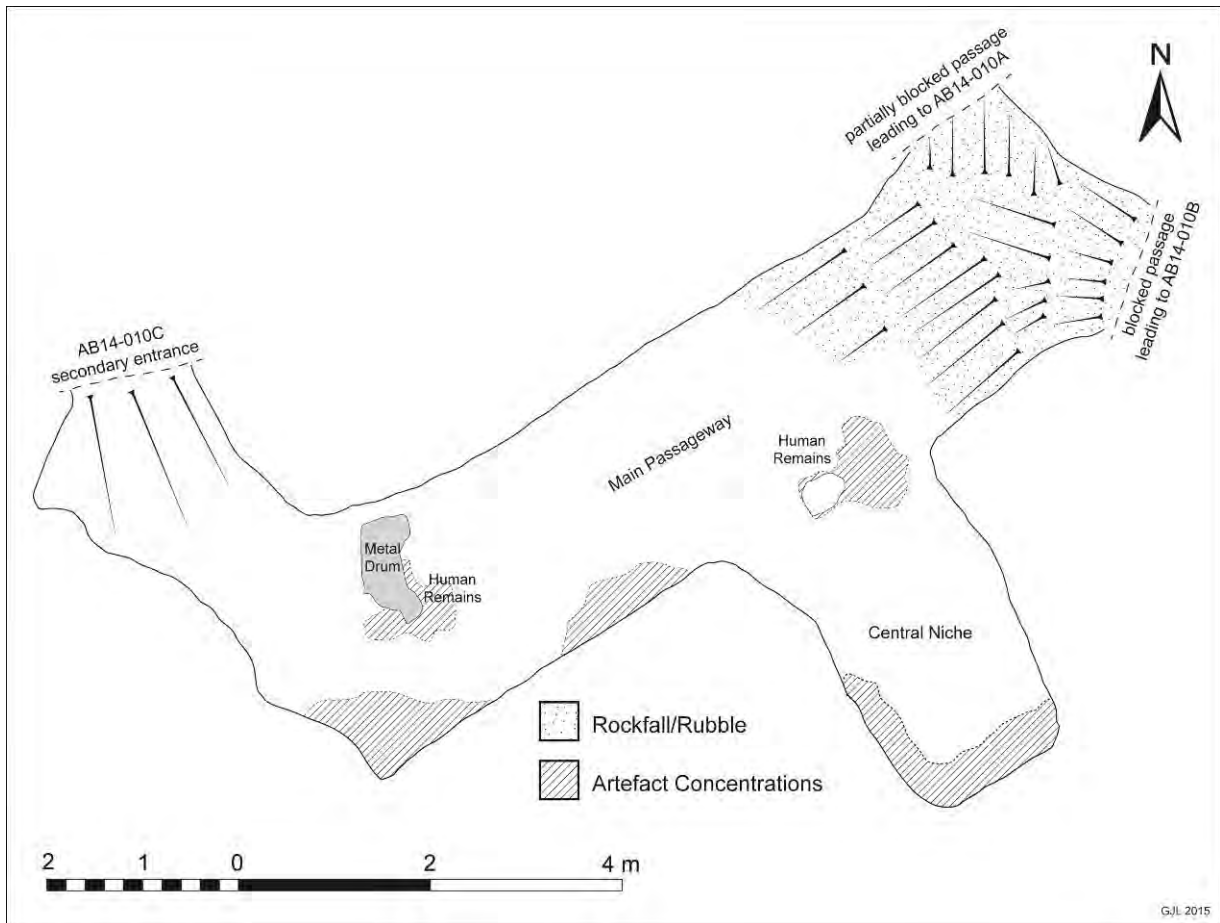 partially blocked passage
leading to AB14-010A
N
blocked passage
leading to AB14-010B
AB14-010C
secondary entrance
Main Passageway
Human
Remains
Metal
Drum
Human
Remains
Central Niche
Rockfall/Rubble
Artefact Concentrations
2 1 0 2 4 m
GJL 2015